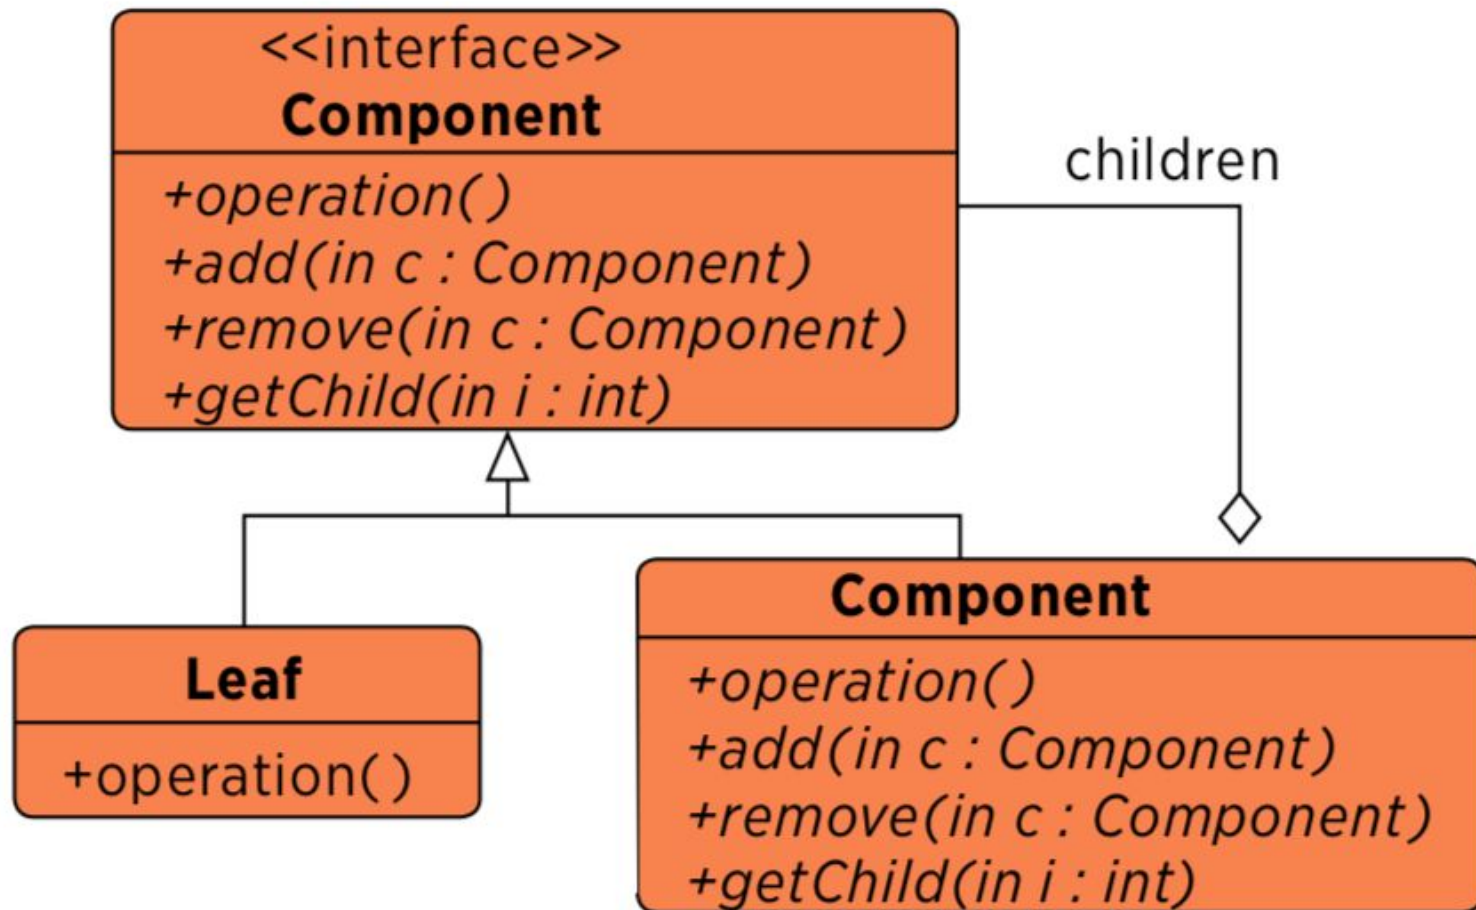 <<interface>>
Component
+operation()
+add(in c : Component)
+remove(in c : Component)
+getChild(in i : int)
children
Leaf
+operation()
Component
+operation()
+add(in c : Component)
+remove(in c : Component)
+getChild(in i : int)